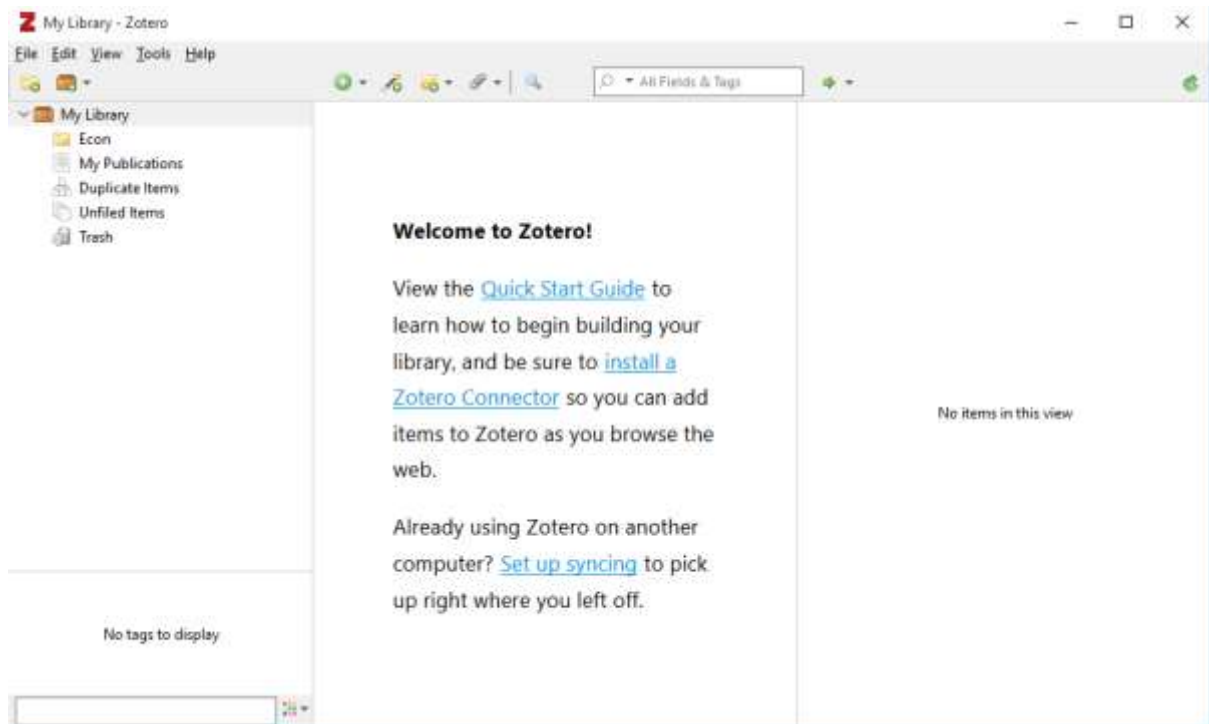 Z My Library - Zotero
File Edit View Tools Help
All Fields & Tags
My Library
Econ
My Publications
Duplicate Items
Unfiled Items
Trash
Welcome to Zotero!
View the Quick Start Guide to
learn how to begin building your
library, and be sure to install a
Zotero Connector so you can add
items to Zotero as you browse the
web.
Already using Zotero on another
computer? Set up syncing to pick
up right where you left off.
No items in this view
No tags to display